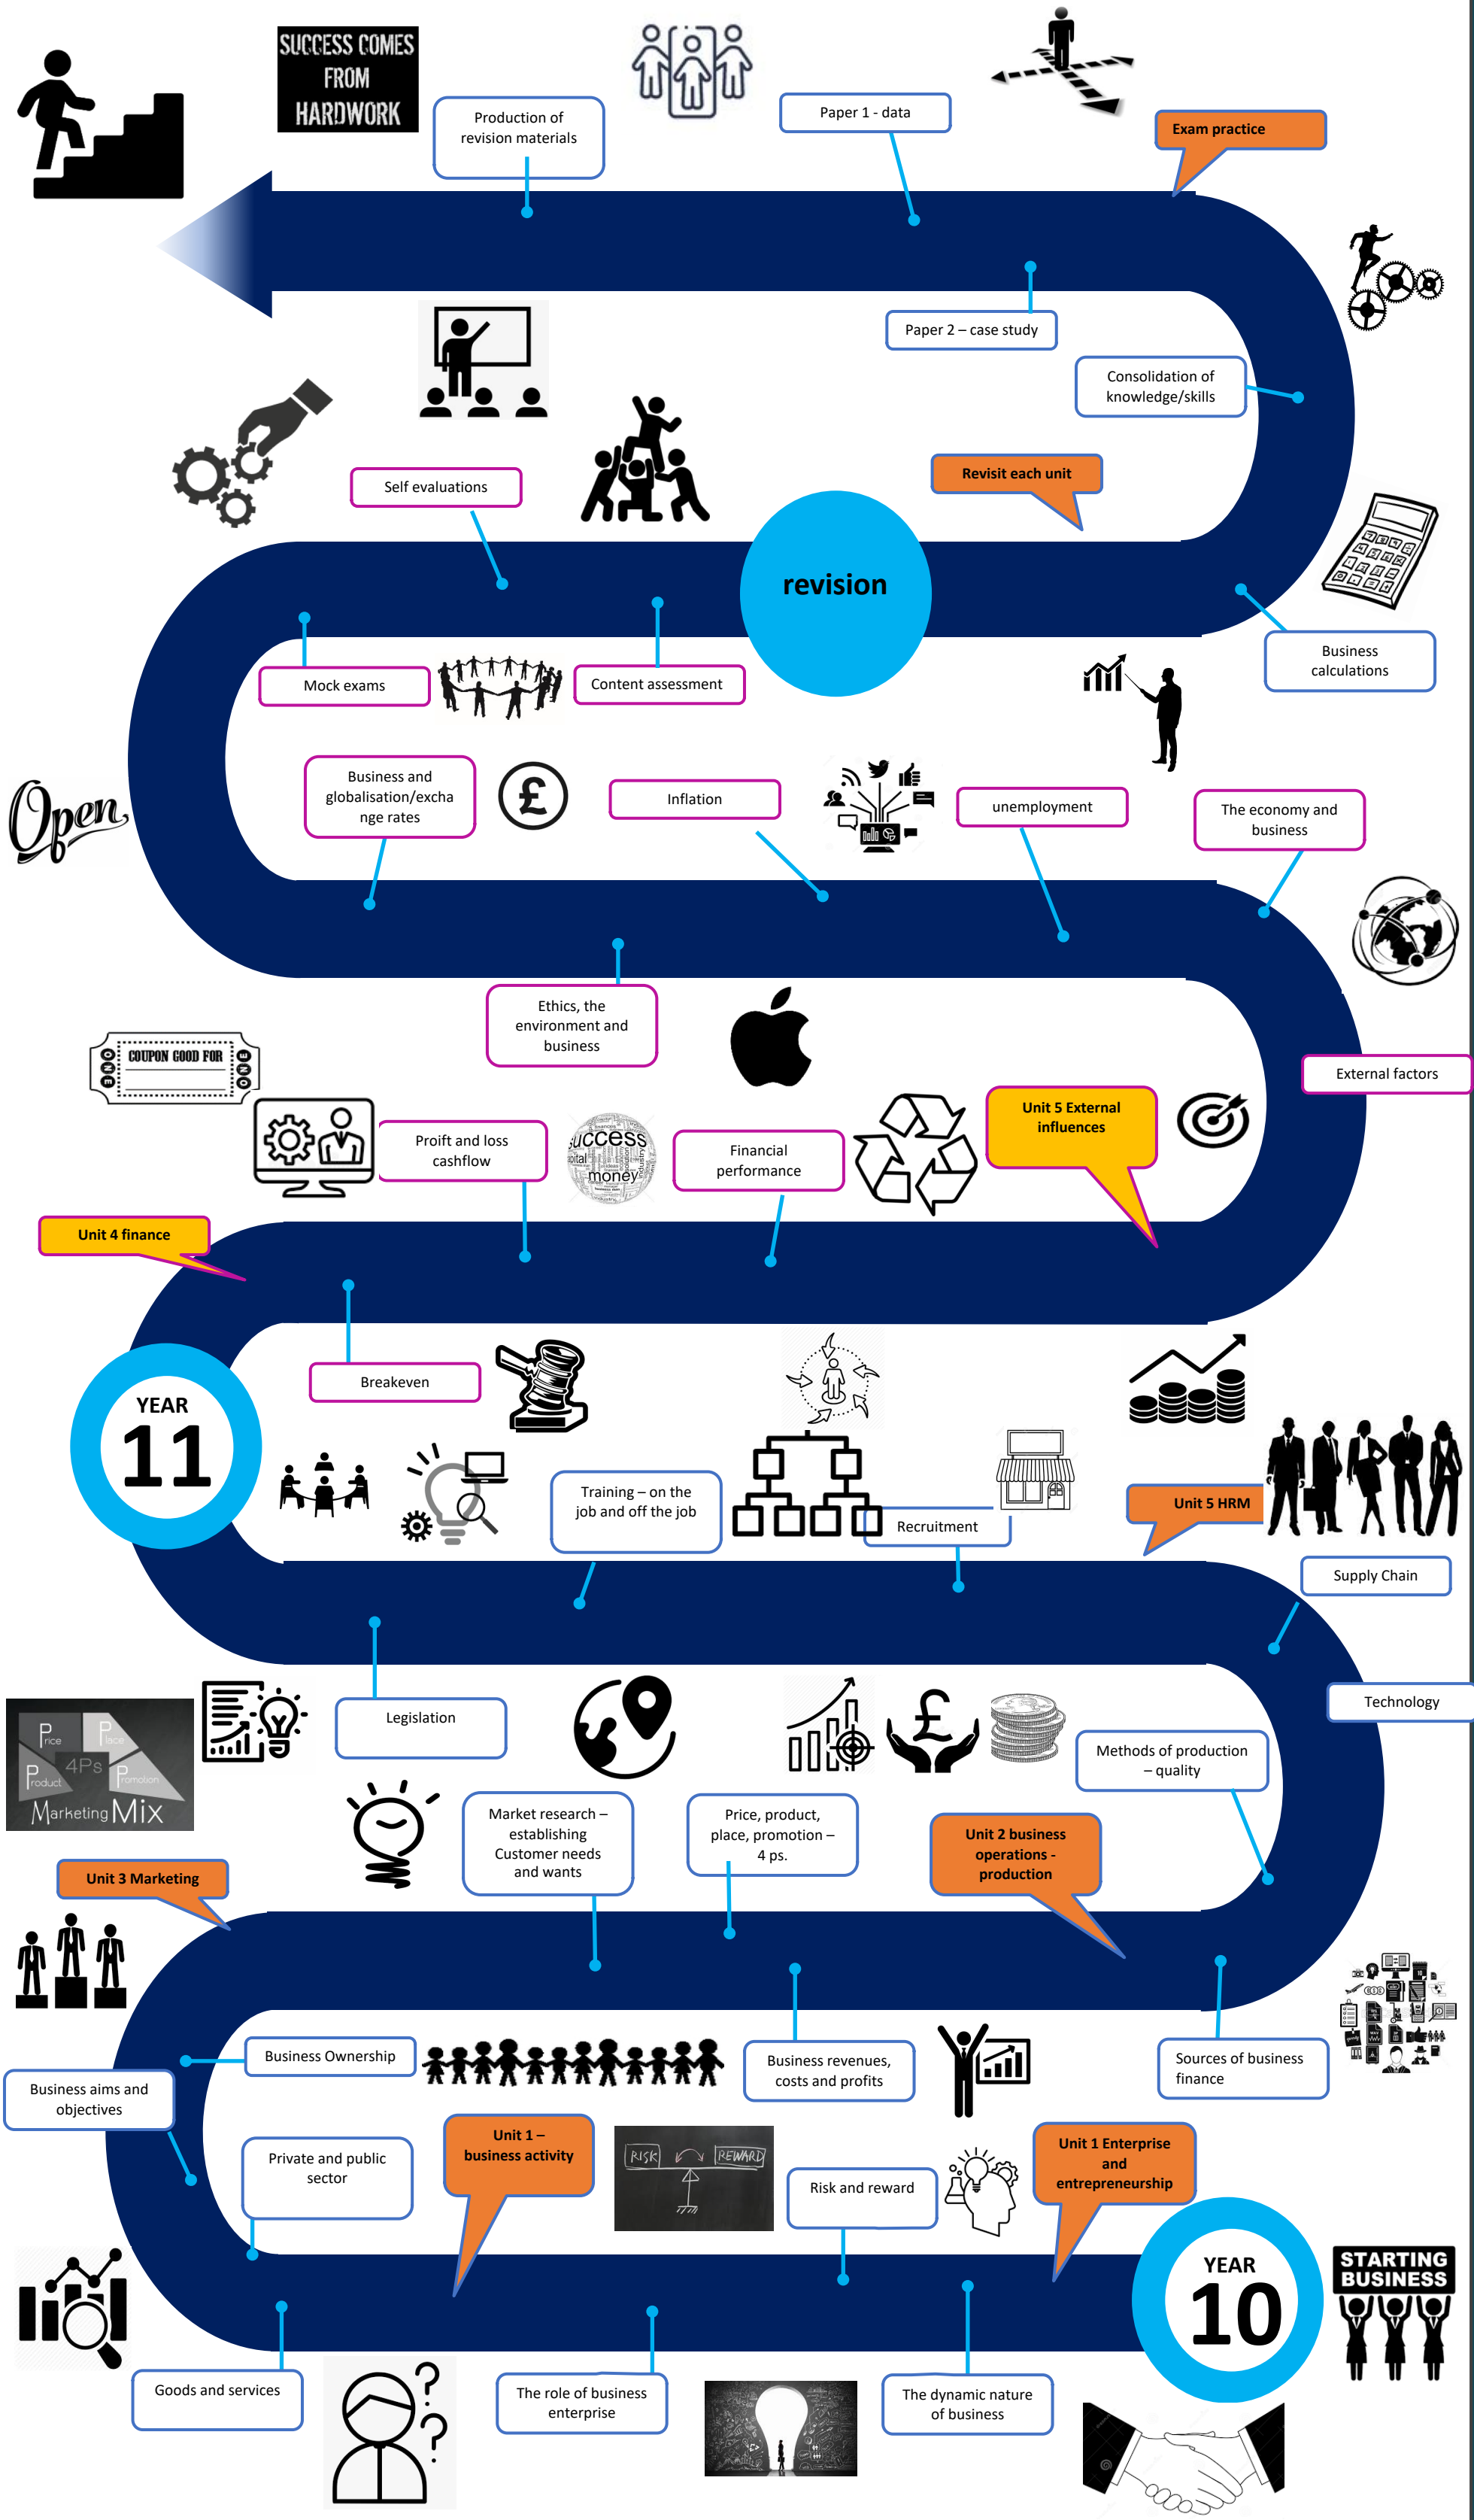 SUCCESS COMES
FROM
HARDWORK
Production of
revision materials
Paper 1 - data
Exam practice
Paper 2 – case study
Consolidation of
knowledge/skills
Revisit each unit
Self evaluations
revision
Business
calculations
Mock exams
Content assessment
Open
Business and
globalisation/excha
nge rates
£
Inflation
unemployment
The economy and
business
Ethics, the
environment and
business
External factors
COUPON GOOD FOR
ONE
ONE
Proift and loss
cashflow
success
money
Financial
performance
Unit 5 External
influences
Unit 4 finance
Breakeven
YEAR
11
Training – on the
job and off the job
Recruitment
Unit 5 HRM
Supply Chain
Legislation
£
Technology
Methods of production
– quality
Price
Place
4Ps
Product
Promotion
Marketing Mix
Market research –
establishing
Customer needs
and wants
Price, product,
place, promotion –
4 ps.
Unit 2 business
operations -
production
Unit 3 Marketing
Business Ownership
Business revenues,
costs and profits
Sources of business
finance
Business aims and
objectives
Private and public
sector
Unit 1 –
business activity
RISK
REWARD
Risk and reward
Unit 1 Enterprise
and
entrepreneurship
YEAR
10
STARTING
BUSINESS
Goods and services
The role of business
enterprise
The dynamic nature
of business